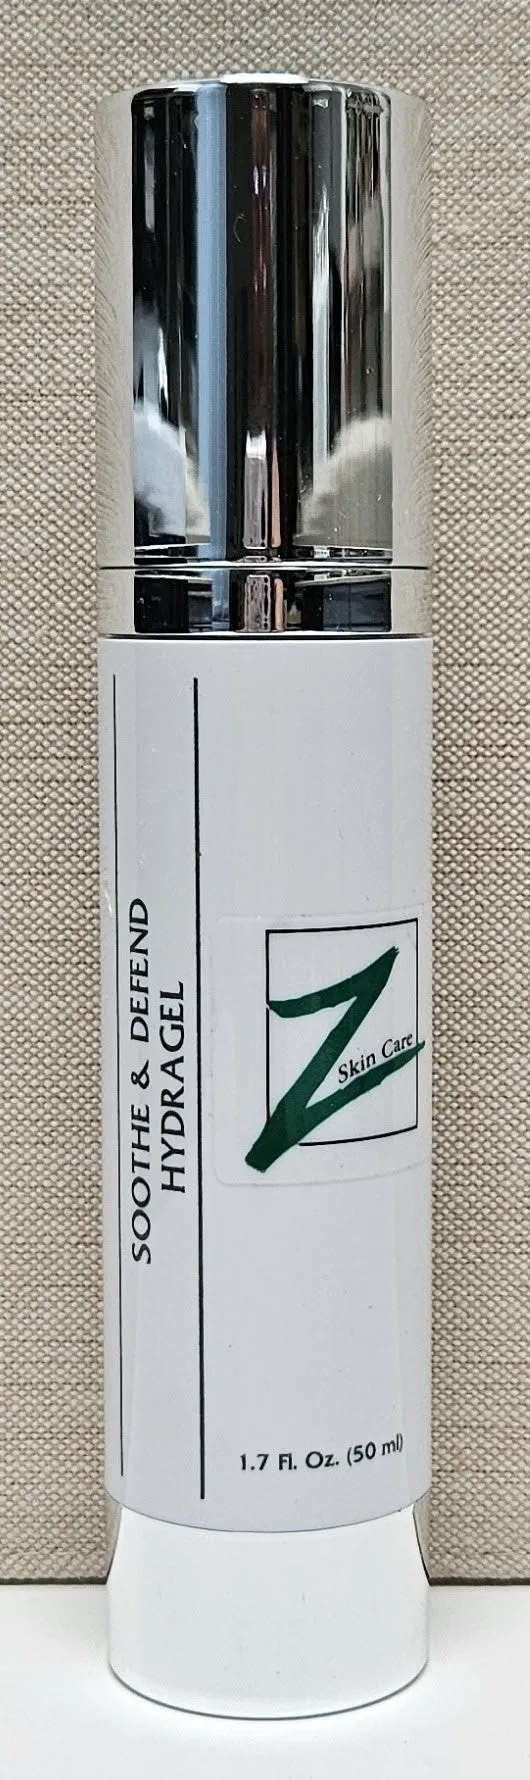 SOOTHE & DEFEND
HYDRAGEL
Z
Skin Care
1.7 Fl. Oz. (50 ml)